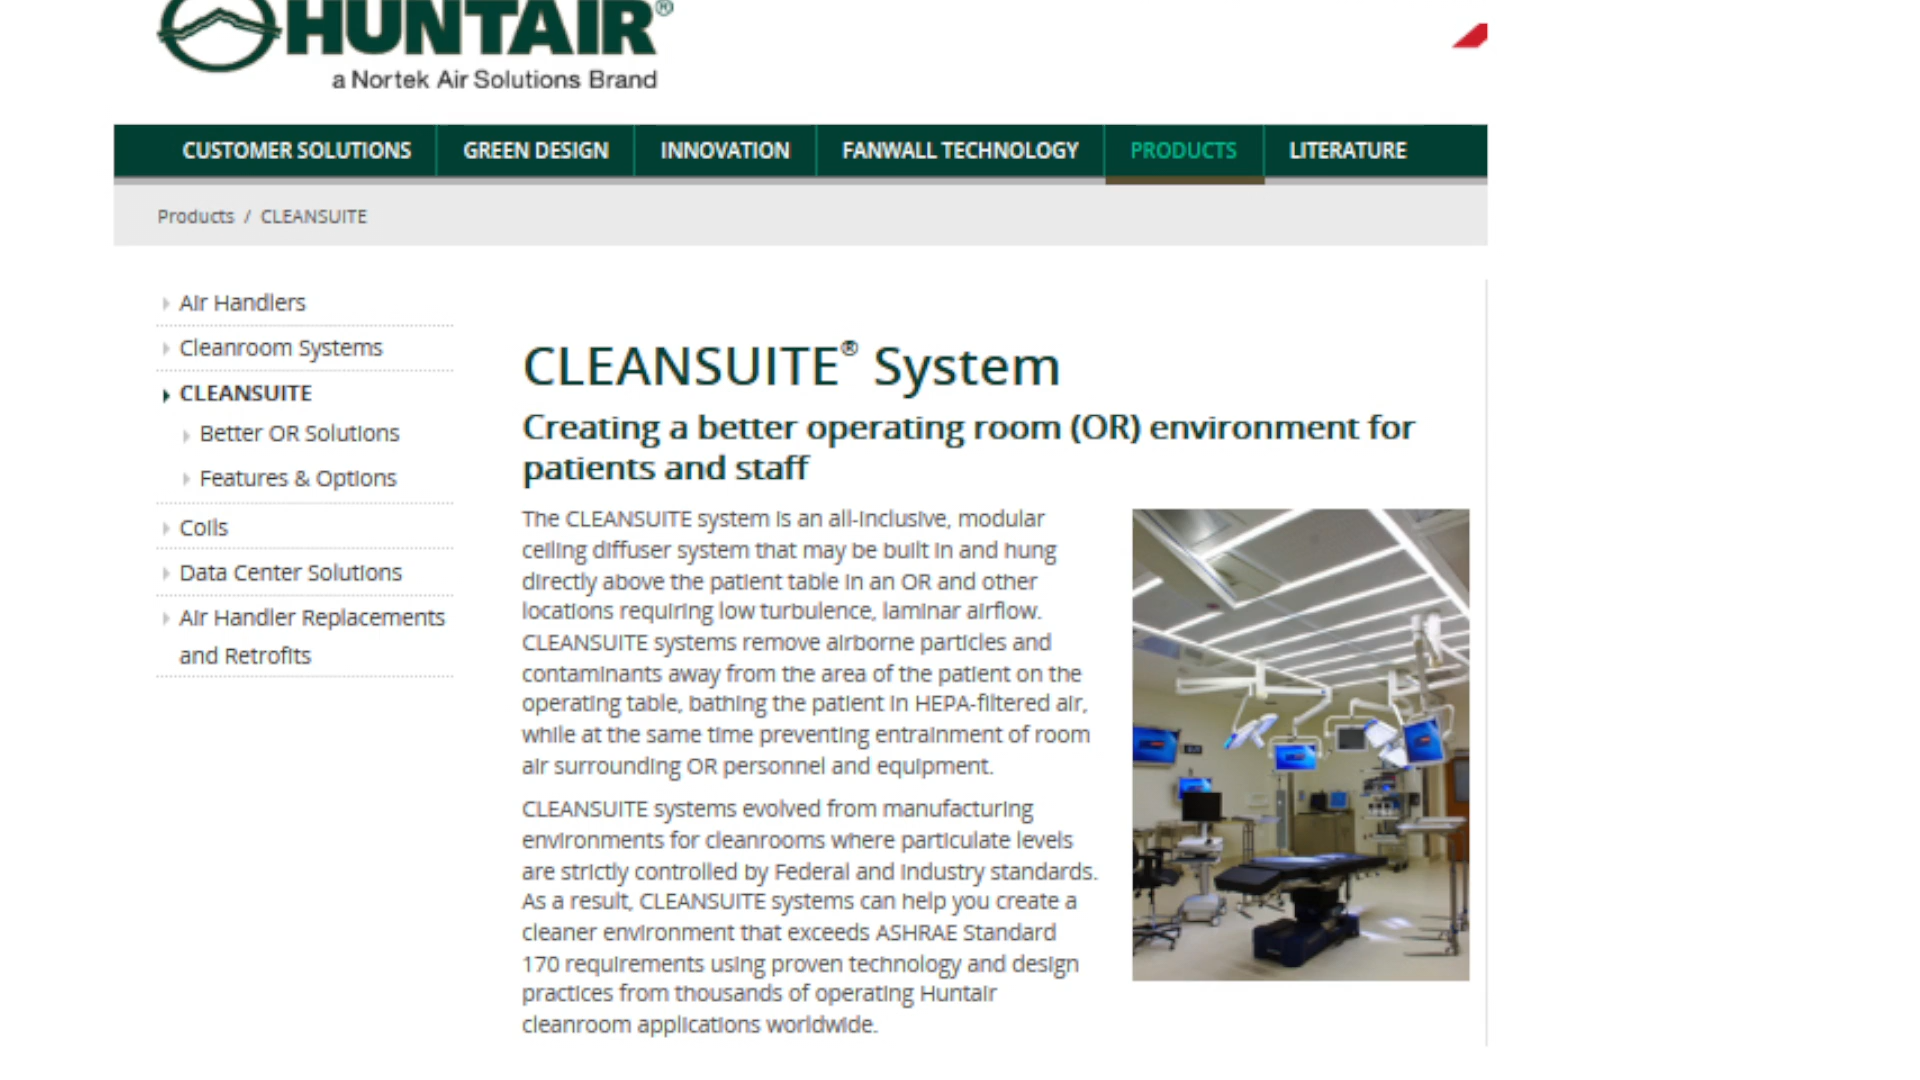 HUNTAIR®
a Nortek Air Solutions Brand
CUSTOMER SOLUTIONS GREEN DESIGN INNOVATION FANWALL TECHNOLOGY PRODUCTS LITERATURE
Products / CLEANSUITE
Air Handlers
Cleanroom Systems
CLEANSUITE
Better OR Solutions
Features & Options
Coils
Data Center Solutions
Air Handler Replacements
and Retrofits
CLEANSUITE® System
Creating a better operating room (OR) environment for
patients and staff
The CLEANSUITE system is an all-inclusive, modular
ceiling diffuser system that may be built in and hung
directly above the patient table in an OR and other
locations requiring low turbulence, laminar airflow.
CLEANSUITE systems remove airborne particles and
contaminants away from the area of the patient on the
operating table, bathing the patient in HEPA-filtered air,
while at the same time preventing entrainment of room
air surrounding OR personnel and equipment.
CLEANSUITE systems evolved from manufacturing
environments for cleanrooms where particulate levels
are strictly controlled by Federal and industry standards.
As a result, CLEANSUITE systems can help you create a
cleaner environment that exceeds ASHRAE Standard
170 requirements using proven technology and design
practices from thousands of operating Huntair
cleanroom applications worldwide.